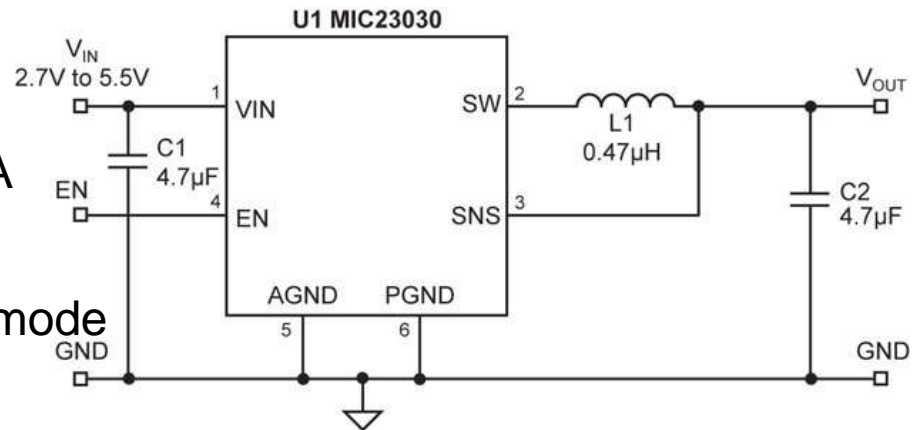 U1 MIC23030
VIN
2.7V to 5.5V
1
VIN
SW
2
L1
0.47µH
VOUT
C1
4.7µF
A
EN
4
EN
SNS
3
C2
4.7µF
AGND
PGND
5
6
mode
GND
GND